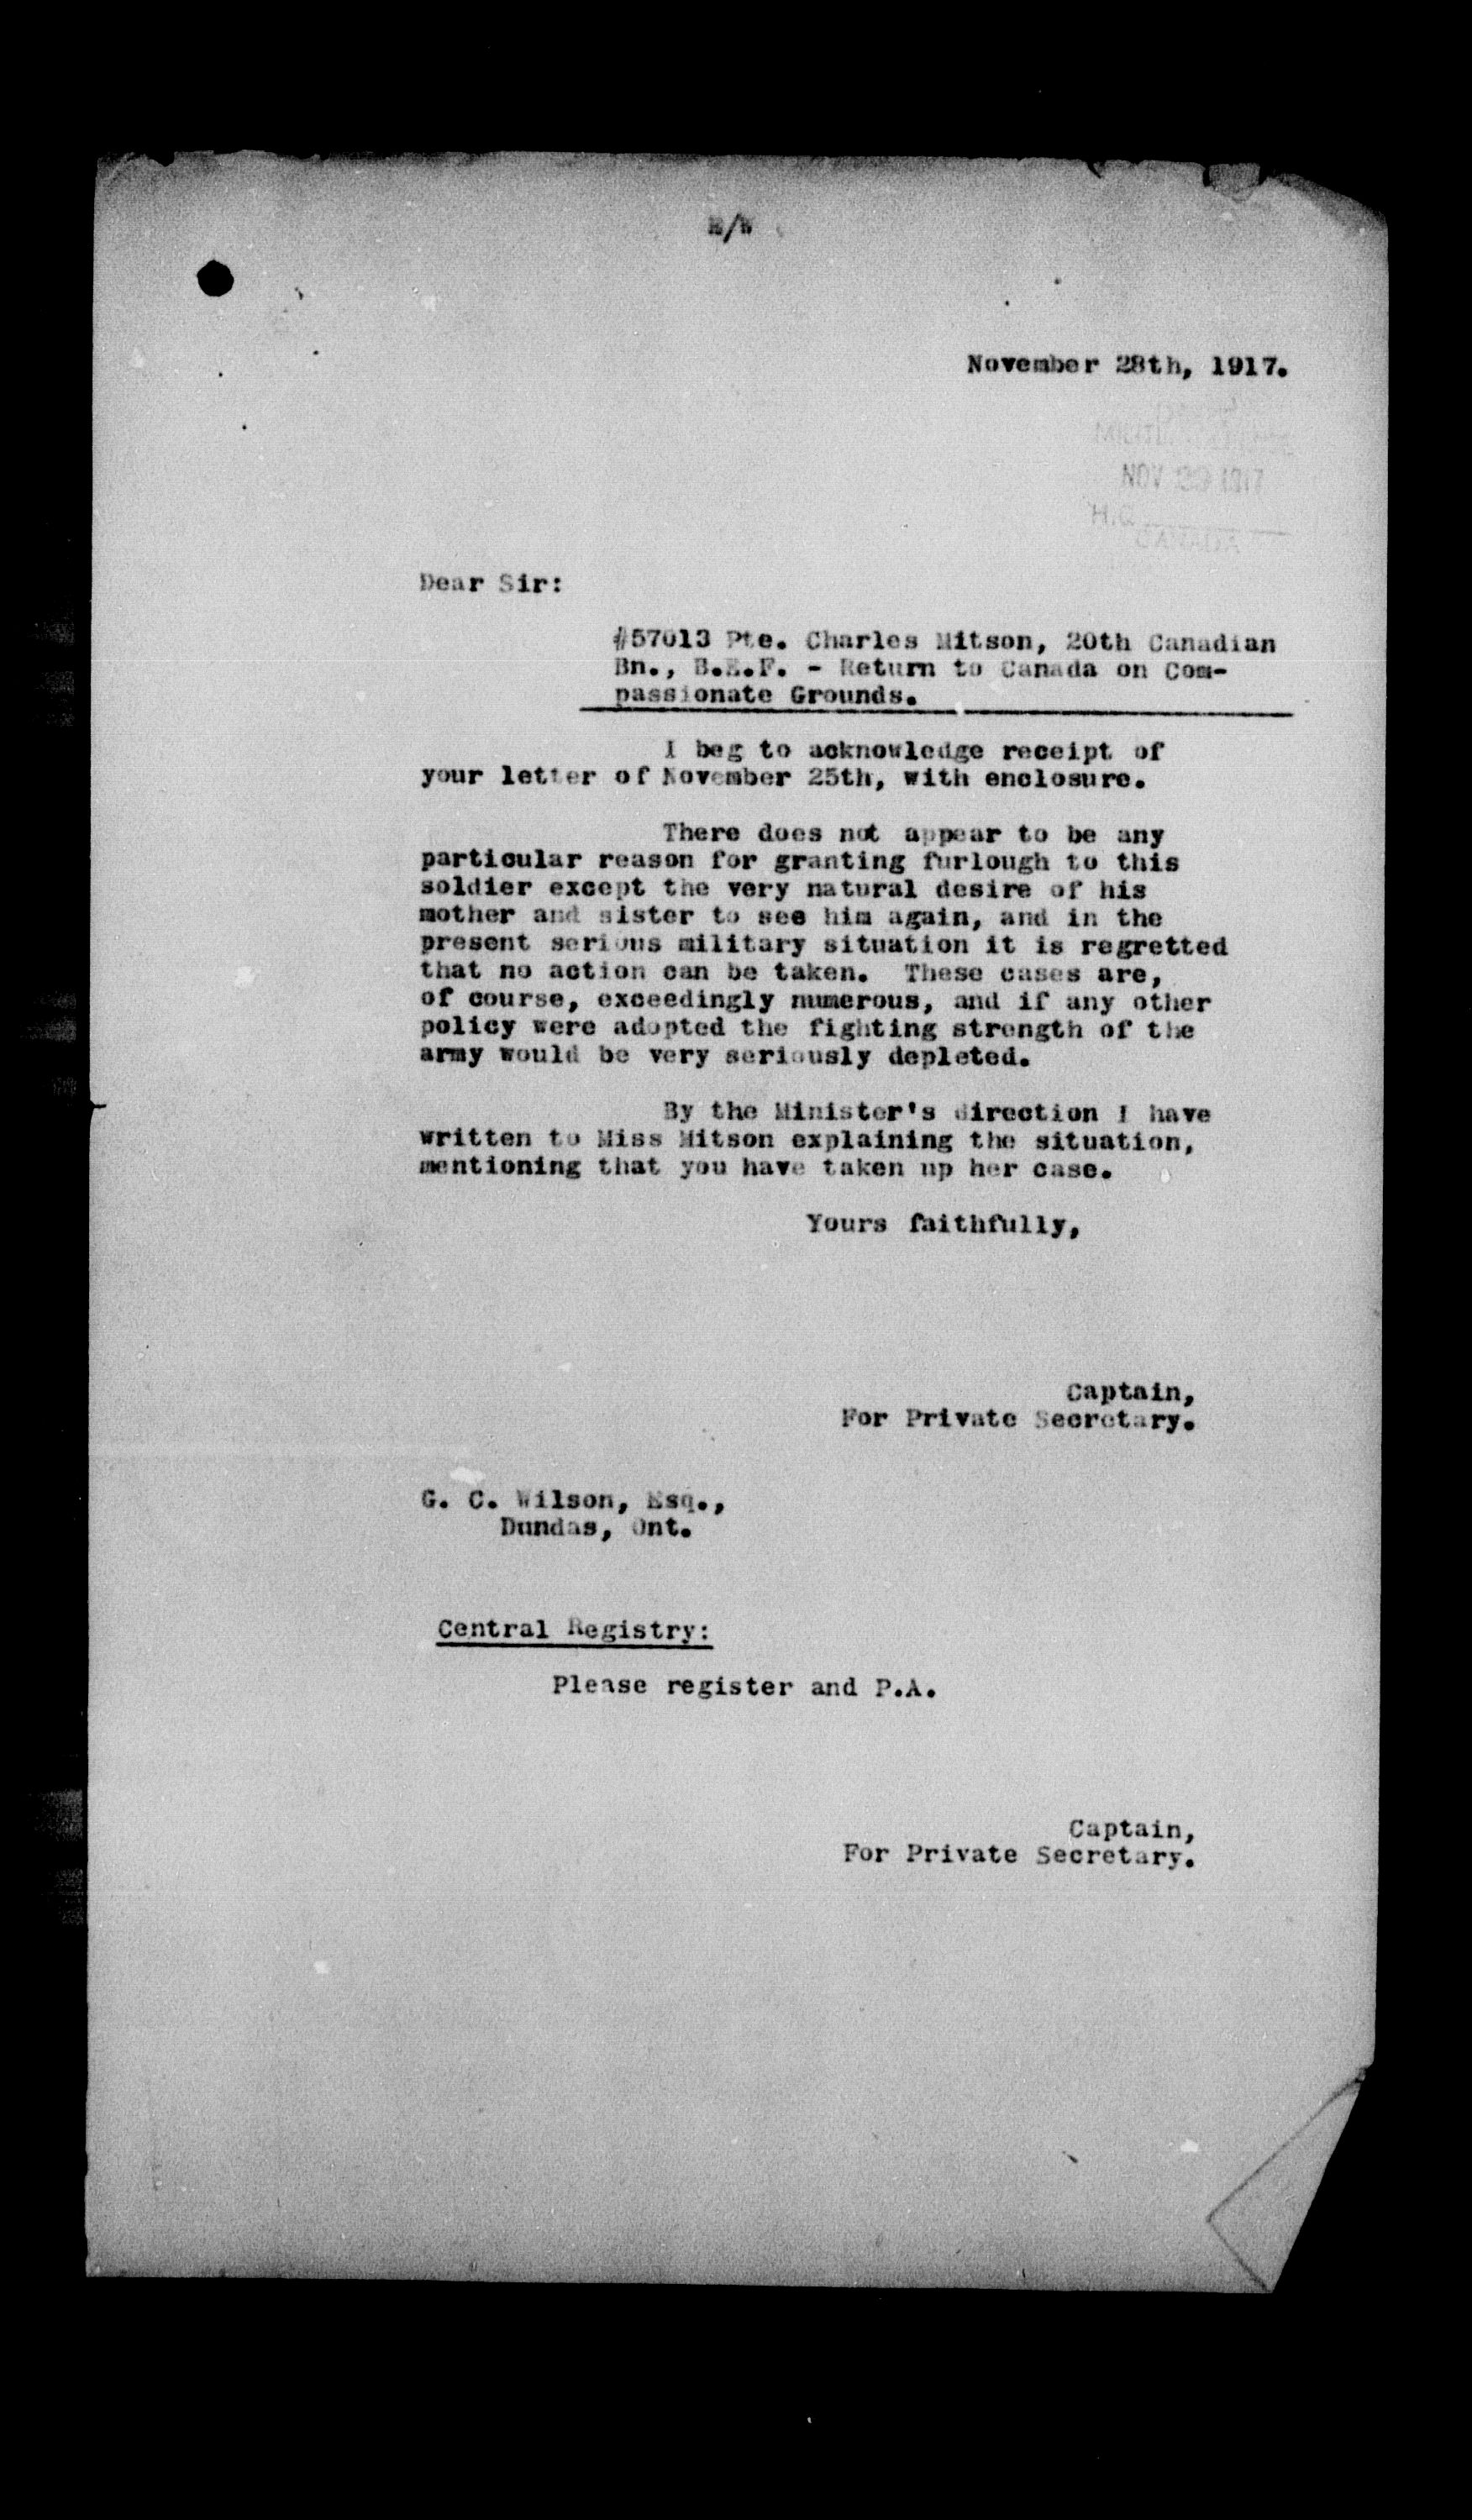 November 28th, 1917.
NOV 29 1917
H.Q.
CANADA
Dear Sir:
#57013 Pte. Charles Mitson, 20th Canadian
Bn., B.E.F. - Return to Canada on Com-
passionate Grounds.
I beg to acknowledge receipt of
your letter of November 25th, with enclosure.
There does not appear to be any
particular reason for granting furlough to this
soldier except the very natural desire of his
mother and sister to see him again, and in the
present serious military situation it is regretted
that no action can be taken. These cases are,
of course, exceedingly numerous, and if any other
policy were adopted the fighting strength of the
army would be very seriously depleted.
By the Minister's direction I have
written to Miss Mitson explaining the situation,
mentioning that you have taken up her case.
Yours faithfully,
Captain,
For Private Secretary.
G. C. Wilson, Esq.,
Dundas, Ont.
Central Registry:
Please register and P.A.
Captain,
For Private Secretary.